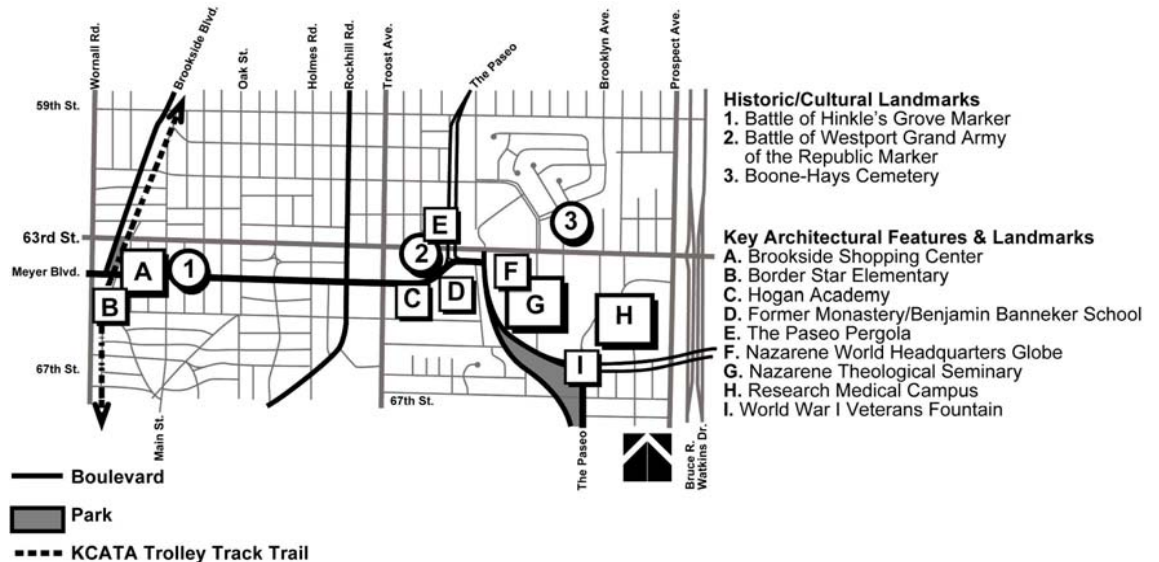 Wornall Rd.
Brookside Blvd.
Oak St.
Holmes Rd.
Rockhill Rd.
Troost Ave.
The Paseo
Brooklyn Ave.
Prospect Ave.
59th St.
63rd St.
Meyer Blvd.
67th St.
A
1
B
2
E
3
C
D
F
G
H
I
67th St.
Main St.
The Paseo
Bruce R.
Watkins Dr.
Historic/Cultural Landmarks
1. Battle of Hinkle's Grove Marker
2. Battle of Westport Grand Army
of the Republic Marker
3. Boone-Hays Cemetery
Key Architectural Features & Landmarks
A. Brookside Shopping Center
B. Border Star Elementary
C. Hogan Academy
D. Former Monastery/Benjamin Banneker School
E. The Paseo Pergola
F. Nazarene World Headquarters Globe
G. Nazarene Theological Seminary
H. Research Medical Campus
I. World War I Veterans Fountain
Boulevard
Park
KCATA Trolley Track Trail